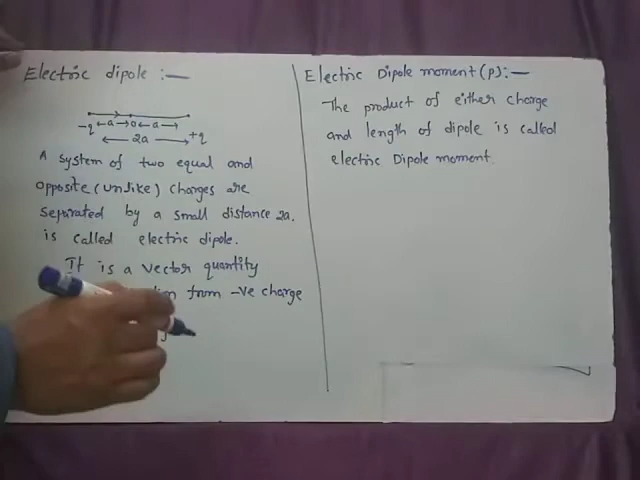 Electric dipole :—
-q ←a→ o ←a→ +q
← 2a →
A system of two equal and
opposite (unlike) charges are
separated by a small distance 2a.
is called electric dipole.
It is a vector quantity
from -ve charge
Electric Dipole moment (p):—
The product of either charge
and length of dipole is called
electric Dipole moment.